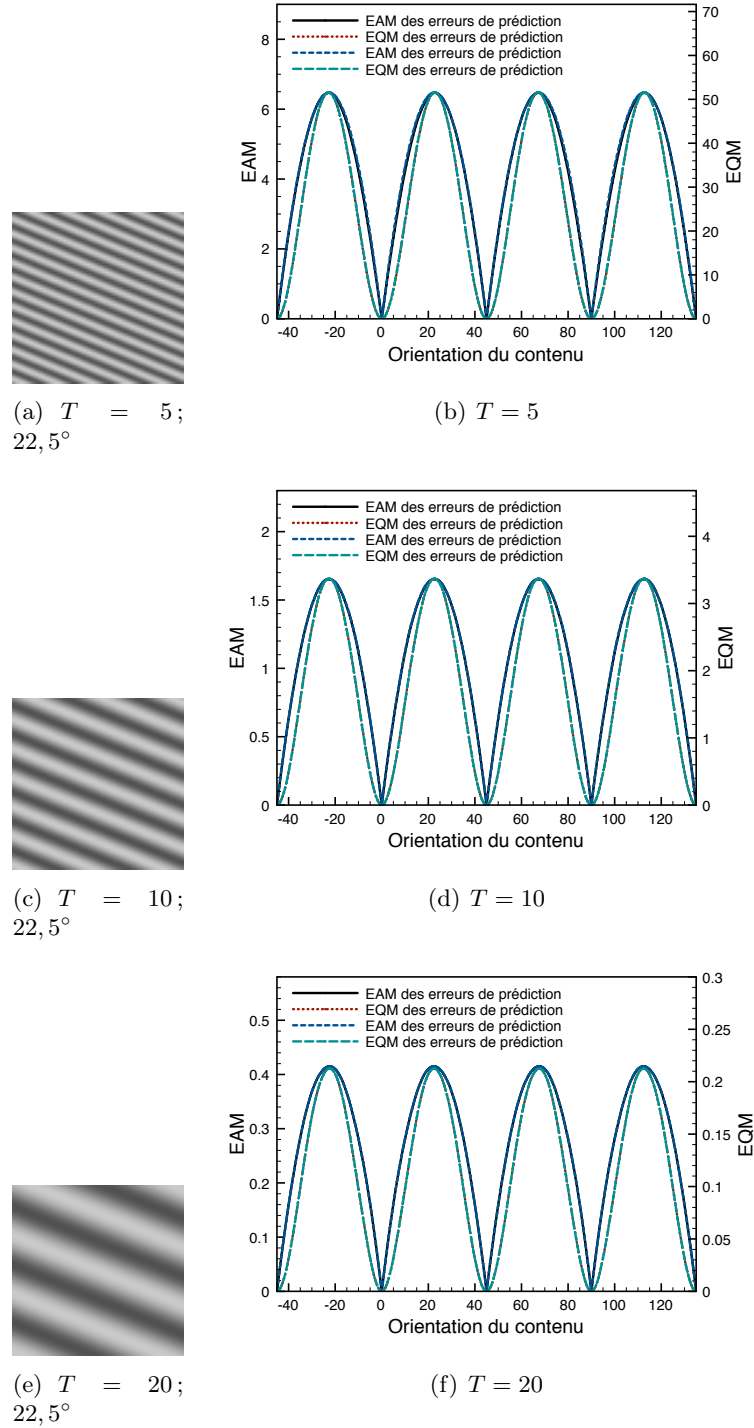 EAM des erreurs de prédiction
EQM des erreurs de prédiction
EAM des erreurs de prédiction
EQM des erreurs de prédiction
8
6
4
2
0
EAM
70
60
50
40
30
20
10
0
EQM
-40 -20 0 20 40 60 80 100 120
Orientation du contenu
(a) T = 5 ;
22, 5°
(b) T = 5
EAM des erreurs de prédiction
EQM des erreurs de prédiction
EAM des erreurs de prédiction
EQM des erreurs de prédiction
2
1.5
1
0.5
0
EAM
4
3
2
1
0
EQM
-40 -20 0 20 40 60 80 100 120
Orientation du contenu
(c) T = 10 ;
22, 5°
(d) T = 10
EAM des erreurs de prédiction
EQM des erreurs de prédiction
EAM des erreurs de prédiction
EQM des erreurs de prédiction
0.5
0.4
0.3
0.2
0.1
0
EAM
0.3
0.25
0.2
0.15
0.1
0.05
0
EQM
-40 -20 0 20 40 60 80 100 120
Orientation du contenu
(e) T = 20 ;
22, 5°
(f) T = 20